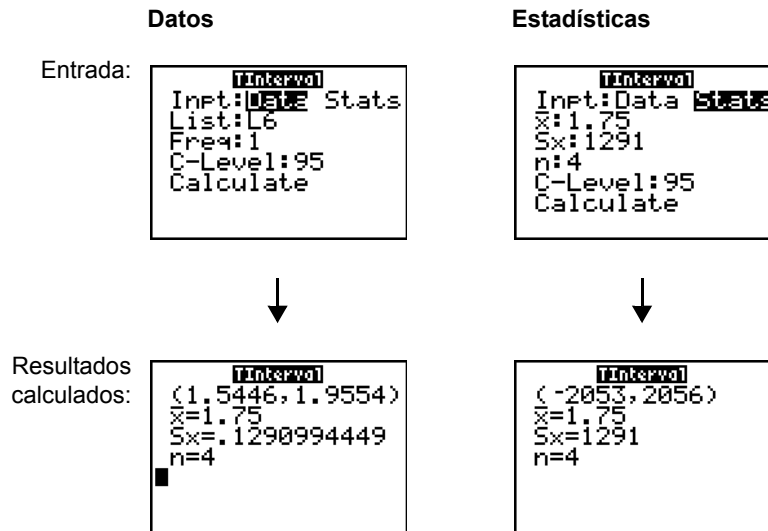 Datos
Estadísticas
Entrada:
TInterval
Inpt:Data Stats
List:L6
Freq:1
C-Level:95
Calculate
TInterval
Inpt:Data Stats
x̄:1.75
Sx:1291
n:4
C-Level:95
Calculate
Resultados
calculados:
TInterval
(1.5446,1.9554)
x̄=1.75
Sx=.1290994449
n=4
TInterval
(-2053,2056)
x̄=1.75
Sx=1291
n=4